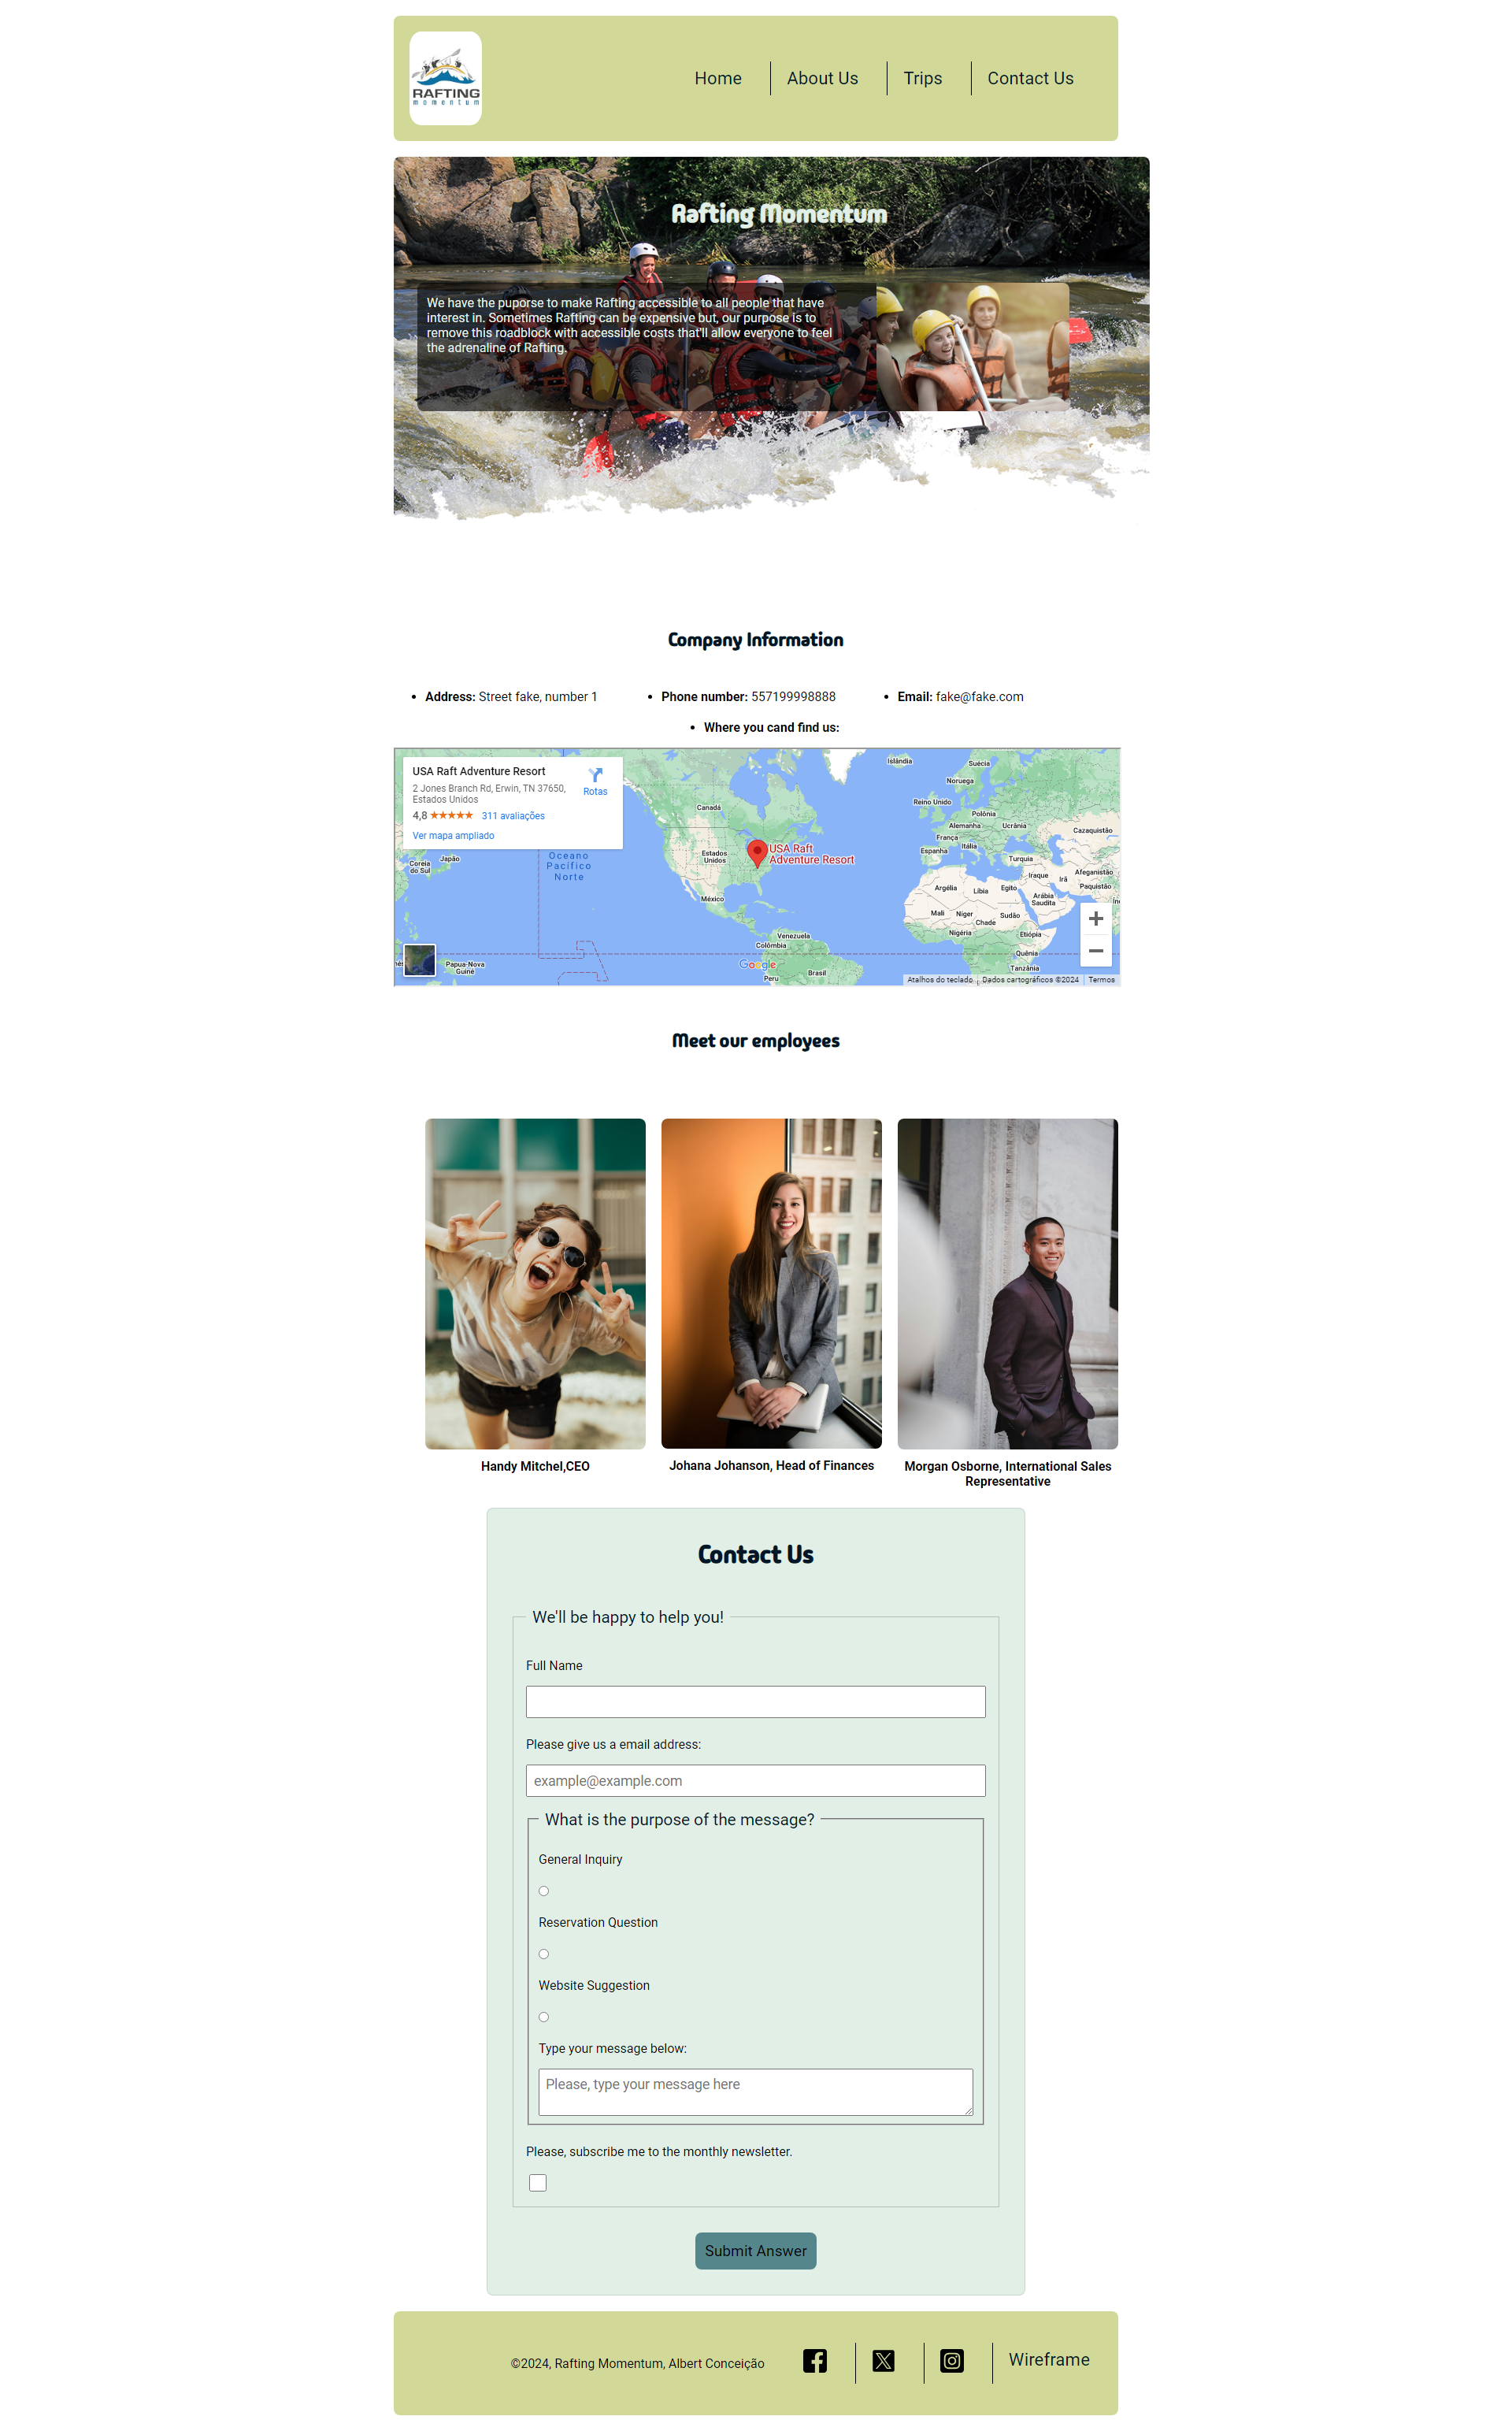 RAFTING
momentum
Home
About Us
Trips
Contact Us
Rafting Momentum
We have the puporse to make Rafting accessible to all people that have
interest in. Sometimes Rafting can be expensive but, our purpose is to
remove this roadblock with accessible costs that'll allow everyone to feel
the adrenaline of Rafting.
Company Information
Address: Street fake, number 1
Phone number: 557199998888
Email: fake@fake.com
Where you cand find us:
USA Raft Adventure Resort
2 Jones Branch Rd, Erwin, TN 37650,
Estados Unidos
Rotas
4,8
311 avaliações
Ver mapa ampliado
Islândia
Suécia
Noruega
Canadá
Reino Unido
Polônia
Alemanha
Ucrânia
Cazaquistão
França
Itália
Espanha
Turquia
Estados
Unidos
USA Raft
Adventure Resort
Oceano
Pacífico
Norte
Japão
Coreia
do Sul
Iraque
Irã
Afeganistão
Paquistão
Argélia
Líbia
Egito
Arábia
Saudita
México
Mali
Níger
Chade
Sudão
Nigéria
Etiópia
Venezuela
Colômbia
Quênia
Tanzânia
Papua-Nova
Guiné
Google
Peru
Brasil
Atalhos do teclado
Dados cartográficos ©2024
Termos
Meet our employees
Handy Mitchel,CEO
Johana Johanson, Head of Finances
Morgan Osborne, International Sales
Representative
Contact Us
We'll be happy to help you!
Full Name
Please give us a email address:
example@example.com
What is the purpose of the message?
General Inquiry
Reservation Question
Website Suggestion
Type your message below:
Please, type your message here
Please, subscribe me to the monthly newsletter.
Submit Answer
©2024, Rafting Momentum, Albert Conceição
Wireframe